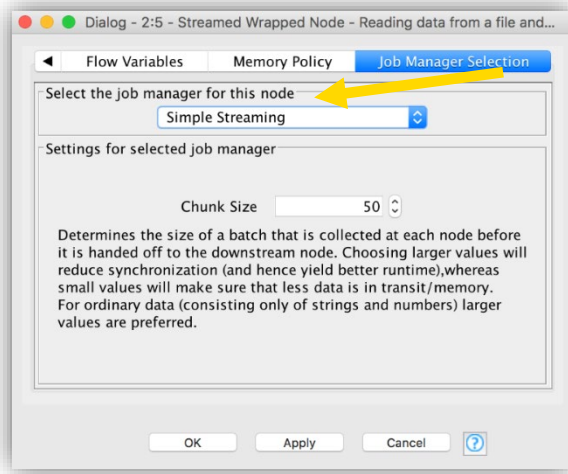 Dialog - 2:5 - Streamed Wrapped Node - Reading data from a file and...
Flow Variables Memory Policy Job Manager Selection
Select the job manager for this node
Simple Streaming
Settings for selected job manager
Chunk Size 50
Determines the size of a batch that is collected at each node before
it is handed off to the downstream node. Choosing larger values will
reduce synchronization (and hence yield better runtime),whereas
small values will make sure that less data is in transit/memory.
For ordinary data (consisting only of strings and numbers) larger
values are preferred.
OK Apply Cancel ?